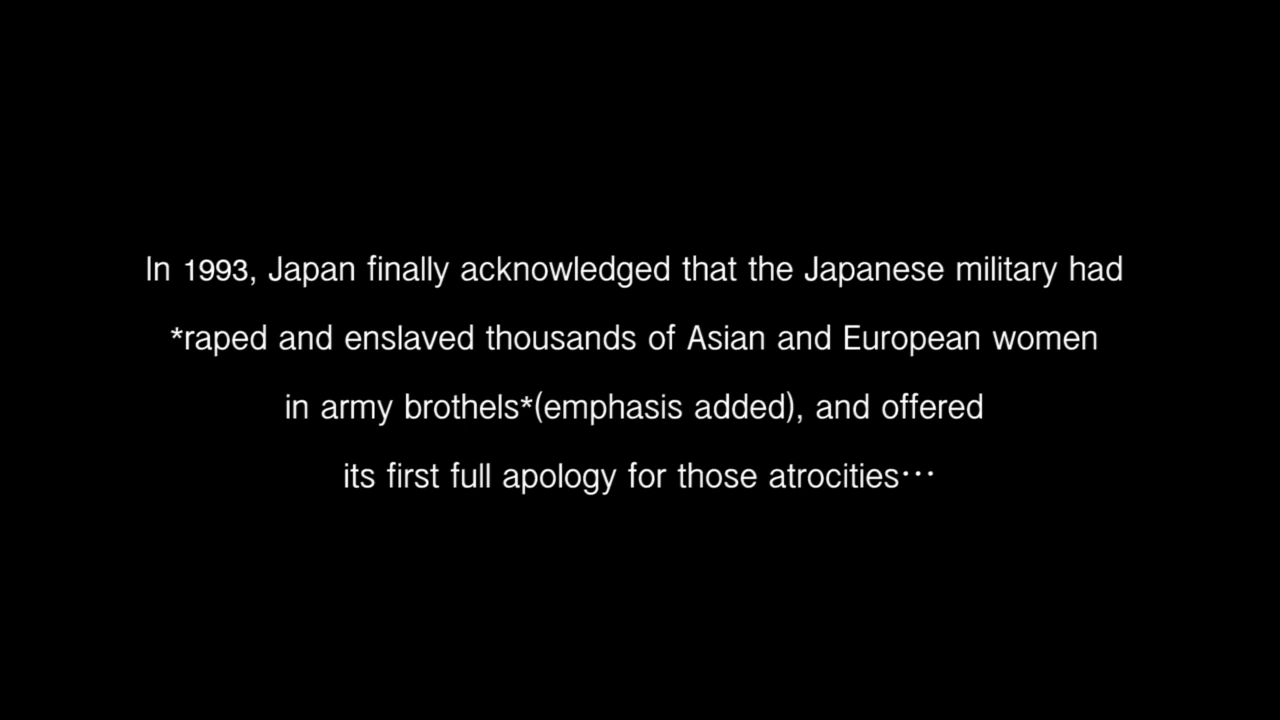 In 1993, Japan finally acknowledged that the Japanese military had
*raped and enslaved thousands of Asian and European women
in army brothels*(emphasis added), and offered
its first full apology for those atrocities⋯